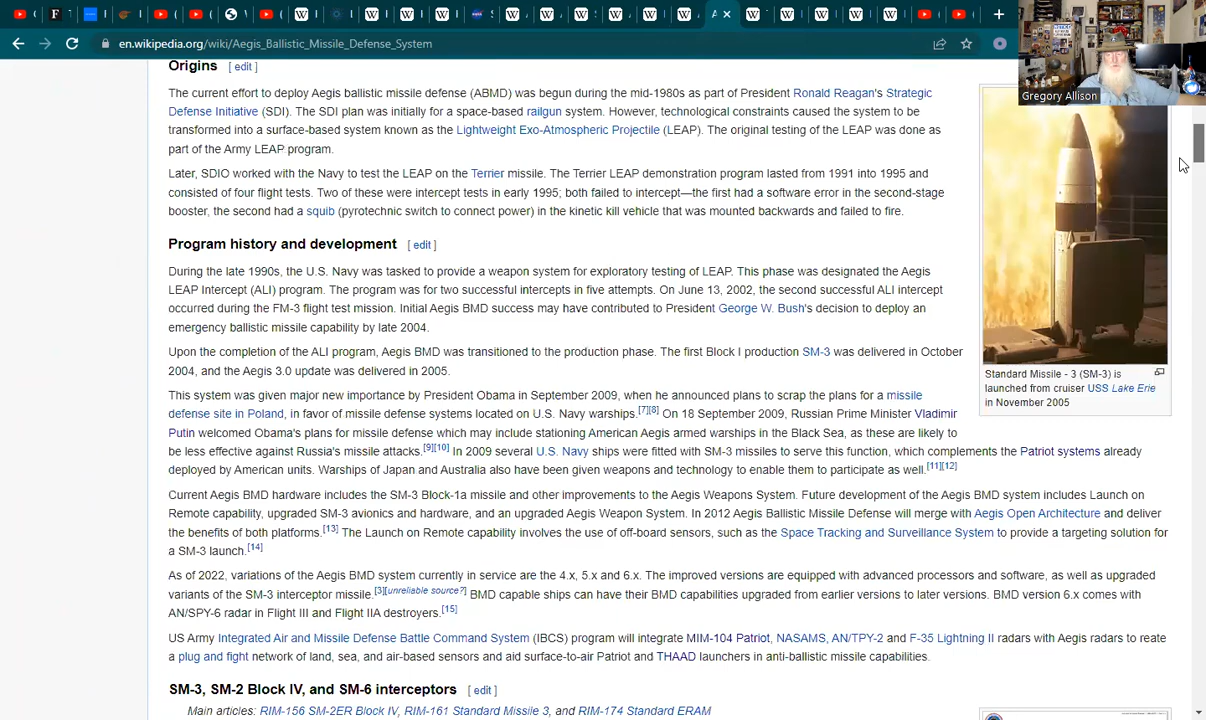 en.wikipedia.org/wiki/Aegis_Ballistic_Missile_Defense_System
Gregory Allison
Origins [ edit ]
The current effort to deploy Aegis ballistic missile defense (ABMD) was begun during the mid-1980s as part of President Ronald Reagan's Strategic
Defense Initiative (SDI). The SDI plan was initially for a space-based railgun system. However, technological constraints caused the system to be
transformed into a surface-based system known as the Lightweight Exo-Atmospheric Projectile (LEAP). The original testing of the LEAP was done as
part of the Army LEAP program.
Later, SDIO worked with the Navy to test the LEAP on the Terrier missile. The Terrier LEAP demonstration program lasted from 1991 into 1995 and
consisted of four flight tests. Two of these were intercept tests in early 1995; both failed to intercept—the first had a software error in the second-stage
booster, the second had a squib (pyrotechnic switch to connect power) in the kinetic kill vehicle that was mounted backwards and failed to fire.
Program history and development [ edit ]
During the late 1990s, the U.S. Navy was tasked to provide a weapon system for exploratory testing of LEAP. This phase was designated the Aegis
LEAP Intercept (ALI) program. The program was for two successful intercepts in five attempts. On June 13, 2002, the second successful ALI intercept
occurred during the FM-3 flight test mission. Initial Aegis BMD success may have contributed to President George W. Bush's decision to deploy an
emergency ballistic missile capability by late 2004.
Upon the completion of the ALI program, Aegis BMD was transitioned to the production phase. The first Block I production SM-3 was delivered in October
2004, and the Aegis 3.0 update was delivered in 2005.
Standard Missile - 3 (SM-3) is
launched from cruiser USS Lake Erie
in November 2005
This system was given major new importance by President Obama in September 2009, when he announced plans to scrap the plans for a missile
defense site in Poland, in favor of missile defense systems located on U.S. Navy warships.[7][8] On 18 September 2009, Russian Prime Minister Vladimir
Putin welcomed Obama's plans for missile defense which may include stationing American Aegis armed warships in the Black Sea, as these are likely to
be less effective against Russia's missile attacks.[9][10] In 2009 several U.S. Navy ships were fitted with SM-3 missiles to serve this function, which complements the Patriot systems already
deployed by American units. Warships of Japan and Australia also have been given weapons and technology to enable them to participate as well.[11][12]
Current Aegis BMD hardware includes the SM-3 Block-1a missile and other improvements to the Aegis Weapons System. Future development of the Aegis BMD system includes Launch on
Remote capability, upgraded SM-3 avionics and hardware, and an upgraded Aegis Weapon System. In 2012 Aegis Ballistic Missile Defense will merge with Aegis Open Architecture and deliver
the benefits of both platforms.[13] The Launch on Remote capability involves the use of off-board sensors, such as the Space Tracking and Surveillance System to provide a targeting solution for
a SM-3 launch.[14]
As of 2022, variations of the Aegis BMD system currently in service are the 4.x, 5.x and 6.x. The improved versions are equipped with advanced processors and software, as well as upgraded
variants of the SM-3 interceptor missile.[3][unreliable source?] BMD capable ships can have their BMD capabilities upgraded from earlier versions to later versions. BMD version 6.x comes with
AN/SPY-6 radar in Flight III and Flight IIA destroyers.[15]
US Army Integrated Air and Missile Defense Battle Command System (IBCS) program will integrate MIM-104 Patriot, NASAMS, AN/TPY-2 and F-35 Lightning II radars with Aegis radars to reate
a plug and fight network of land, sea, and air-based sensors and aid surface-to-air Patriot and THAAD launchers in anti-ballistic missile capabilities.
SM-3, SM-2 Block IV, and SM-6 interceptors [ edit ]
Main articles: RIM-156 SM-2ER Block IV, RIM-161 Standard Missile 3, and RIM-174 Standard ERAM